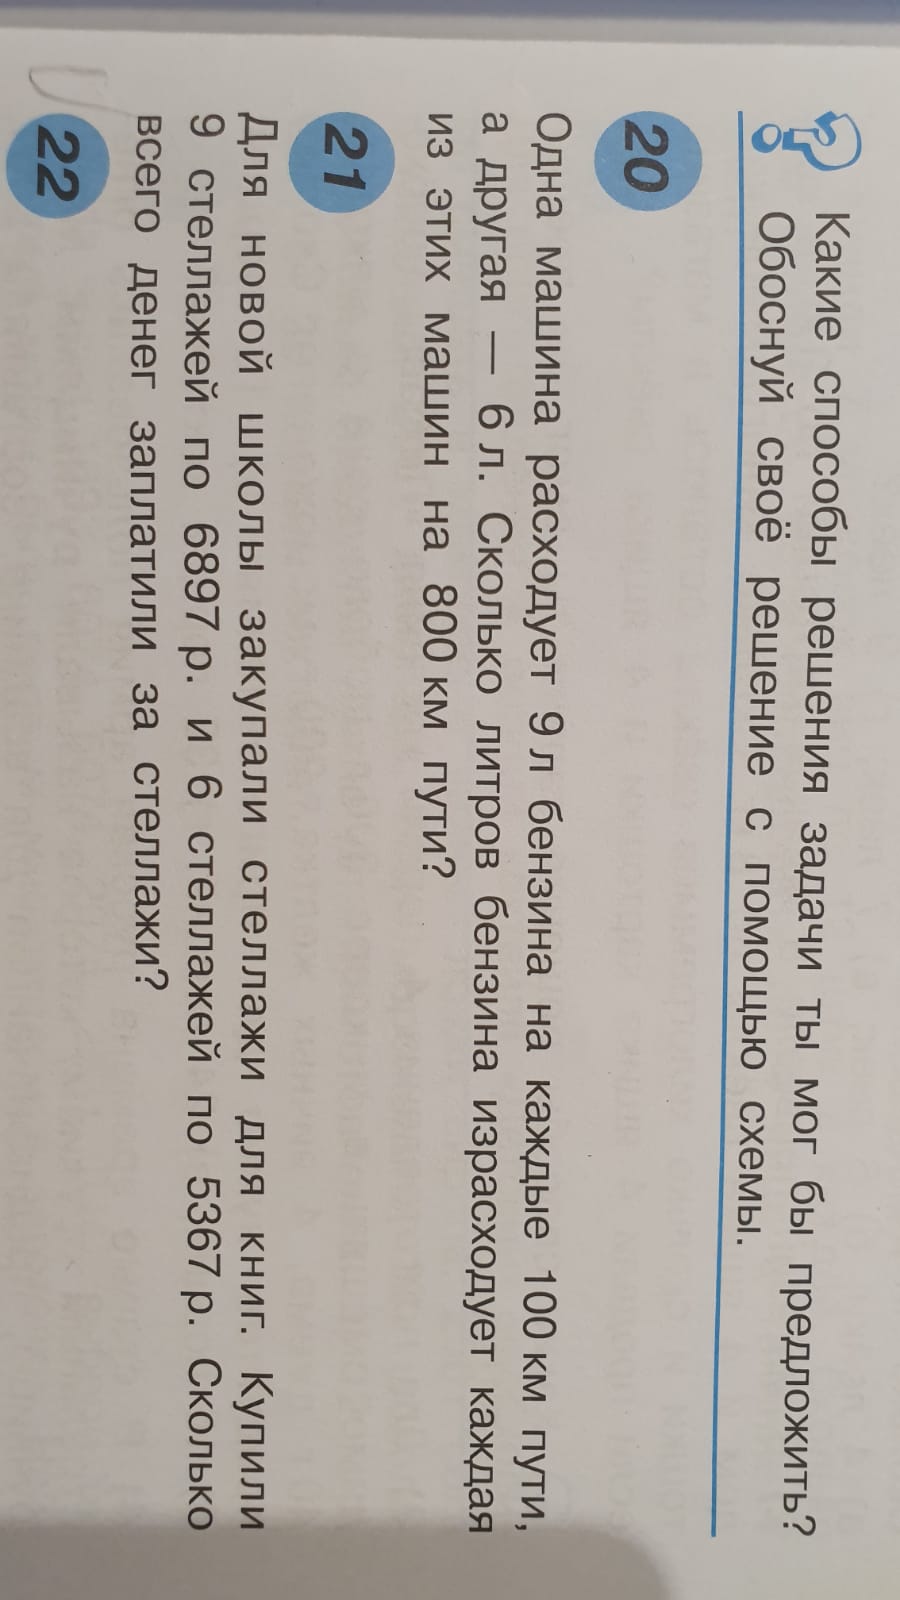 Какие способы решения задачи ты мог бы предложить?
Обоснуй своё решение с помощью схемы.
20
Одна машина расходует 9 л бензина на каждые 100 км пути,
а другая — 6 л. Сколько литров бензина израсходует каждая
из этих машин на 800 км пути?
21
Для новой школы закупали стеллажи для книг. Купили
9 стеллажей по 6897 р. и 6 стеллажей по 5367 р. Сколько
всего денег заплатили за стеллажи?
22